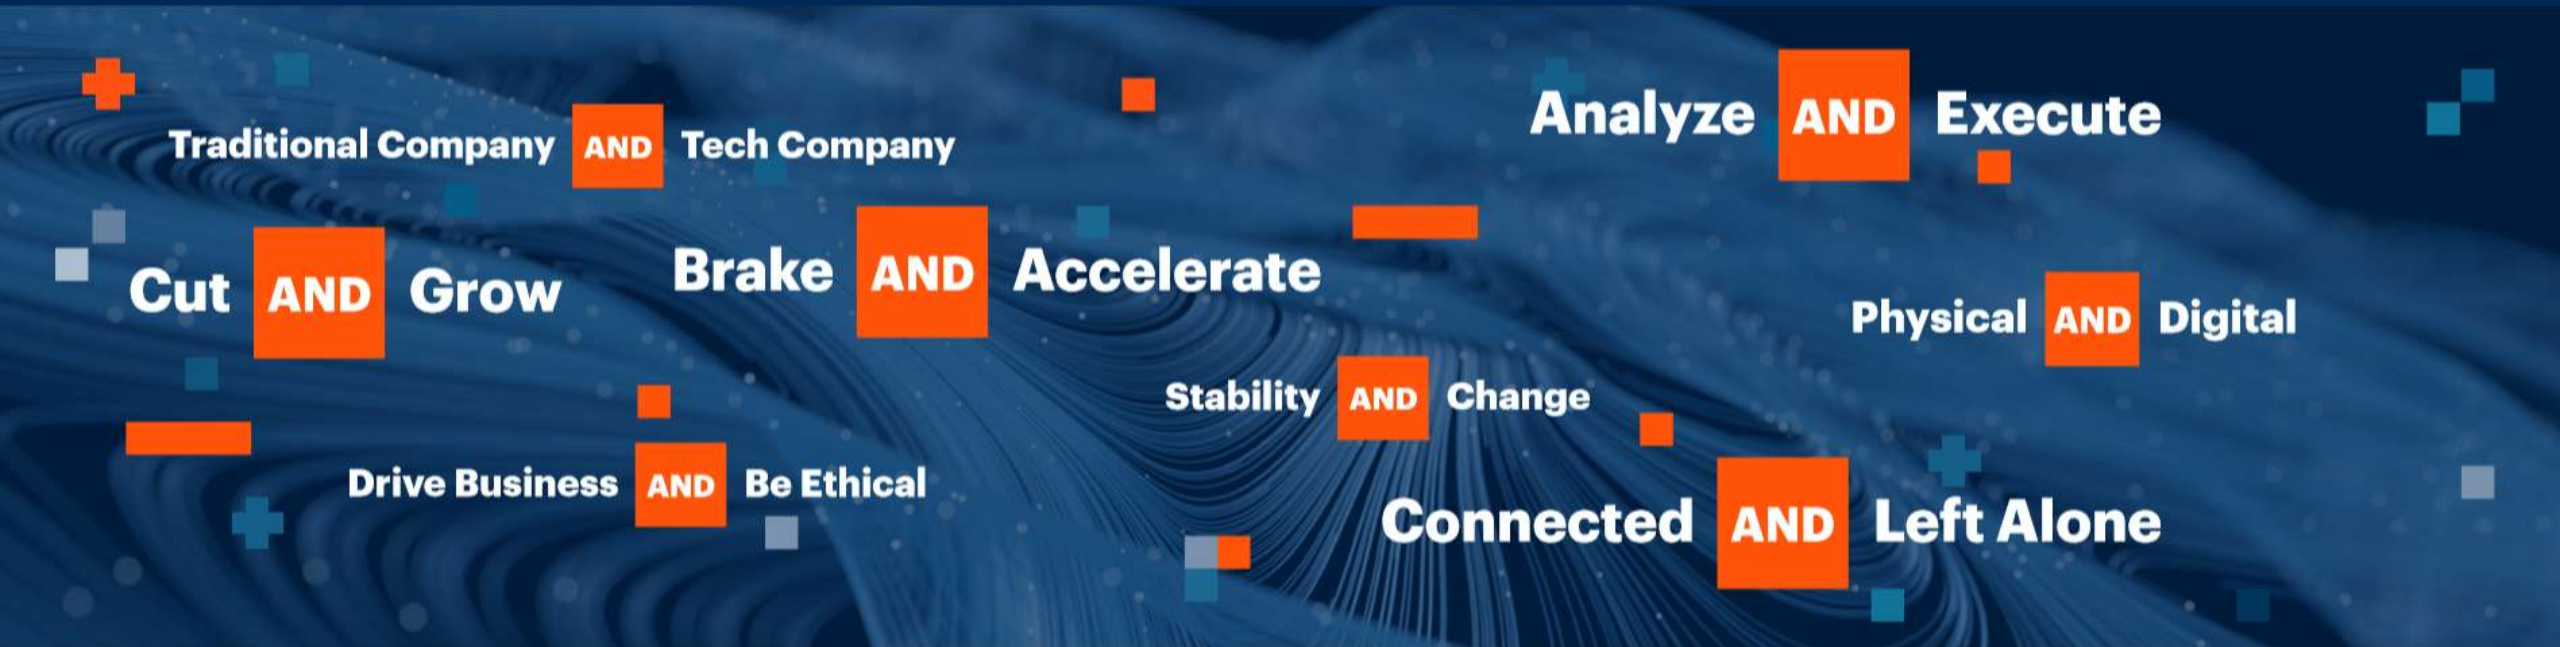 Analyze AND Execute
Traditional Company AND Tech Company
Brake AND Accelerate
Cut AND Grow
Physical AND Digital
Stability AND Change
Drive Business AND Be Ethical
Connected AND Left Alone